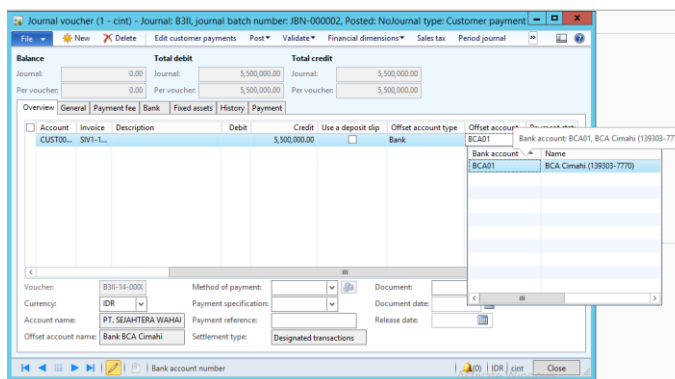 Journal voucher (1 - cint) - Journal: B3II, journal batch number: JBN-000002, Posted: NoJournal type: Customer payment
File New Delete Edit customer payments Post Validate Financial dimensions Sales tax Period journal »
Balance Total debit Total credit
Journal: 0.00 Journal: 5,500,000.00 Journal: 5,500,000.00
Per voucher: 0.00 Per voucher: 5,500,000.00 Per voucher: 5,500,000.00
Overview General Payment fee Bank Fixed assets History Payment
Account Invoice Description Debit Credit Use a deposit slip Offset account type Offset account
CUST00... SIV1-1... 5,500,000.00 Bank BCA01
Bank account: BCA01, BCA Cimahi (139303-77
Bank account Name
BCA01 BCA Cimahi (139303-7770)
Voucher: B3II-14-000 Method of payment: Document:
Currency: IDR Payment specification: Document date:
Account name: PT. SEJAHTERA WAHAI Payment reference: Release date:
Offset account name: Bank BCA Cimahi Settlement type: Designated transactions
Bank account number (0) IDR cint Close